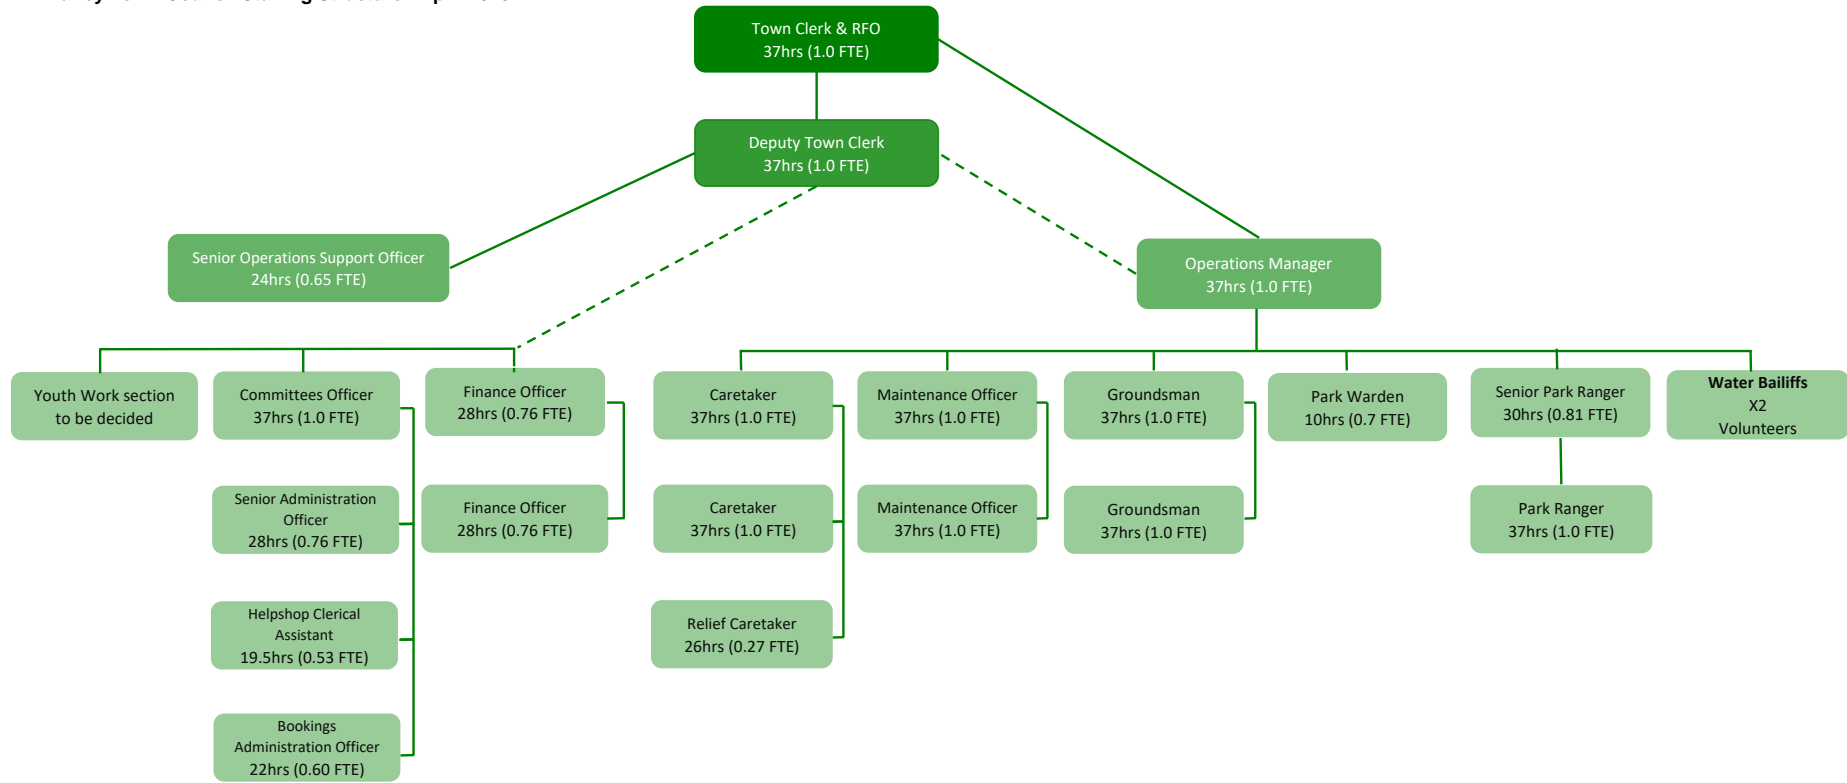 Town Clerk & RFO
37hrs (1.0 FTE)
Deputy Town Clerk
37hrs (1.0 FTE)
Senior Operations Support Officer
24hrs (0.65 FTE)
Operations Manager
37hrs (1.0 FTE)
Youth Work section
to be decided
Committees Officer
37hrs (1.0 FTE)
Finance Officer
28hrs (0.76 FTE)
Caretaker
37hrs (1.0 FTE)
Maintenance Officer
37hrs (1.0 FTE)
Groundsman
37hrs (1.0 FTE)
Park Warden
10hrs (0.7 FTE)
Senior Park Ranger
30hrs (0.81 FTE)
Water Bailiffs
X2
Volunteers
Senior Administration
Officer
28hrs (0.76 FTE)
Finance Officer
28hrs (0.76 FTE)
Caretaker
37hrs (1.0 FTE)
Maintenance Officer
37hrs (1.0 FTE)
Groundsman
37hrs (1.0 FTE)
Park Ranger
37hrs (1.0 FTE)
Helpshop Clerical
Assistant
19.5hrs (0.53 FTE)
Relief Caretaker
26hrs (0.27 FTE)
Bookings
Administration Officer
22hrs (0.60 FTE)